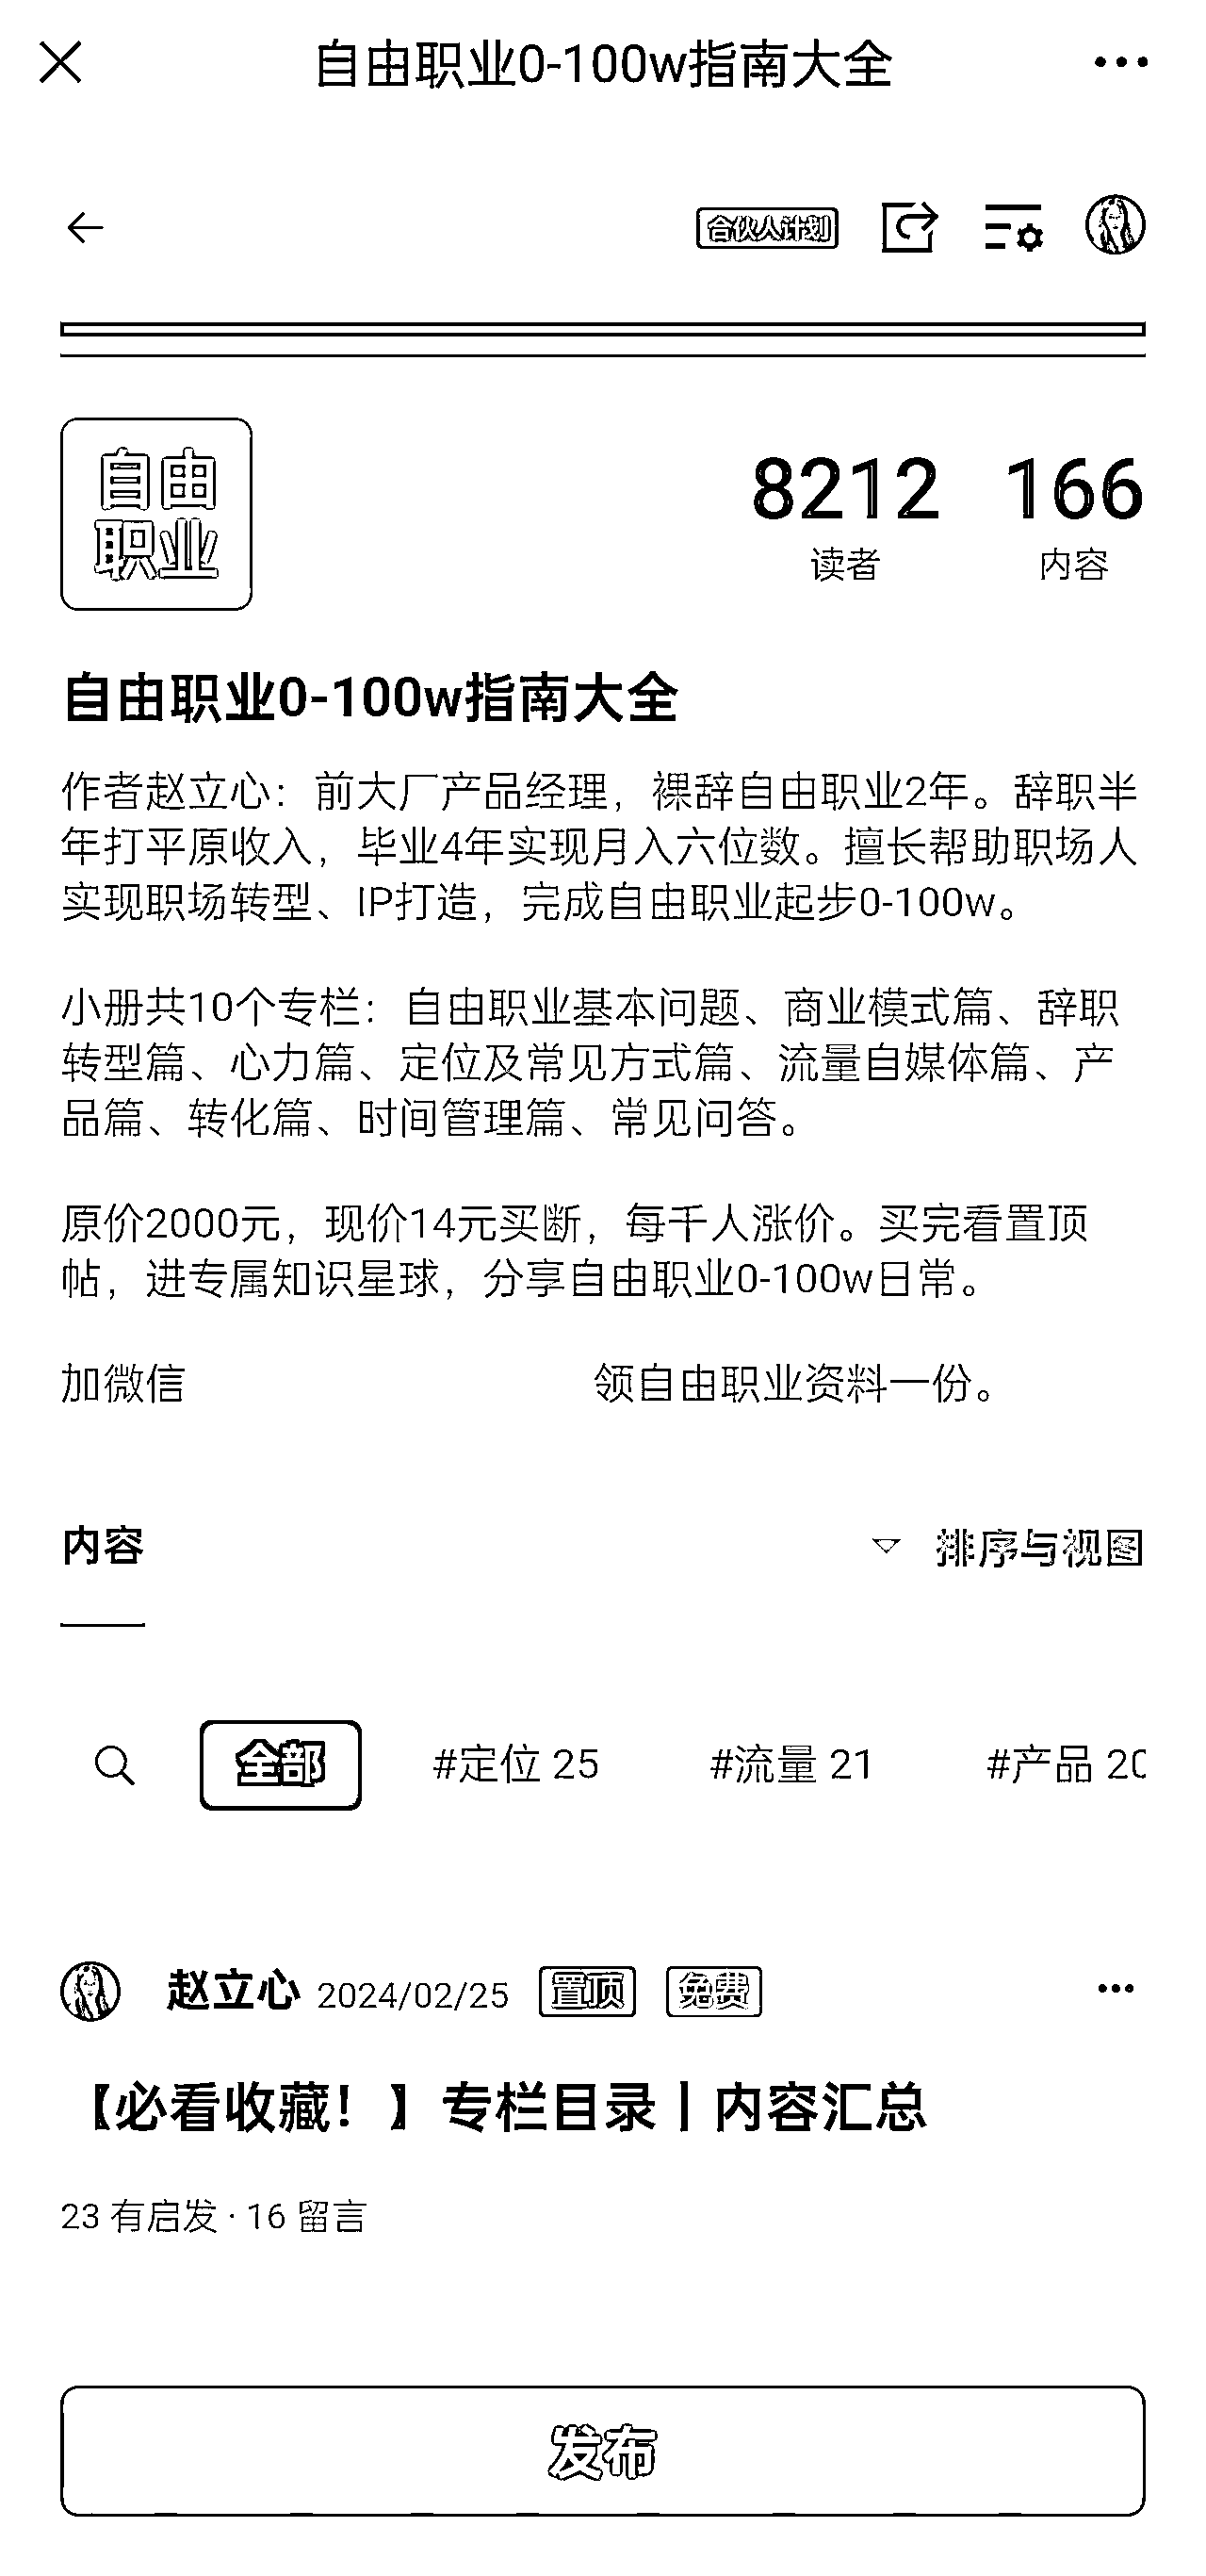 自由职业0-100w指南大全
合伙人计划
自由
职业
8212 166
读者 内容
自由职业0-100w指南大全
作者赵立心：前大厂产品经理，裸辞自由职业2年。辞职半
年打平原收入，毕业4年实现月入六位数。擅长帮助职场人
实现职场转型、IP打造，完成自由职业起步0-100w。
小册共10个专栏：自由职业基本问题、商业模式篇、辞职
转型篇、心力篇、定位及常见方式篇、流量自媒体篇、产
品篇、转化篇、时间管理篇、常见问答。
原价2000元，现价14元买断，每千人涨价。买完看置顶
帖，进专属知识星球，分享自由职业0-100w日常。
加微信 领自由职业资料一份。
内容 排序与视图
全部 #定位 25 #流量 21 #产品 20
赵立心 2024/02/25 置顶 免费
【必看收藏！】专栏目录丨内容汇总
23 有启发 · 16 留言
发布